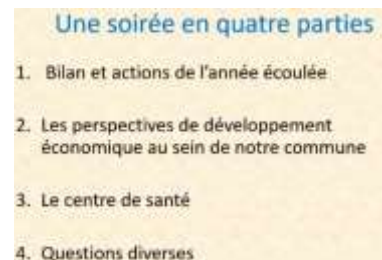 Une soirée en quatre parties
1. Bilan et actions de l'année écoulée
2. Les perspectives de développement
économique au sein de notre commune
3. Le centre de santé
4. Questions diverses